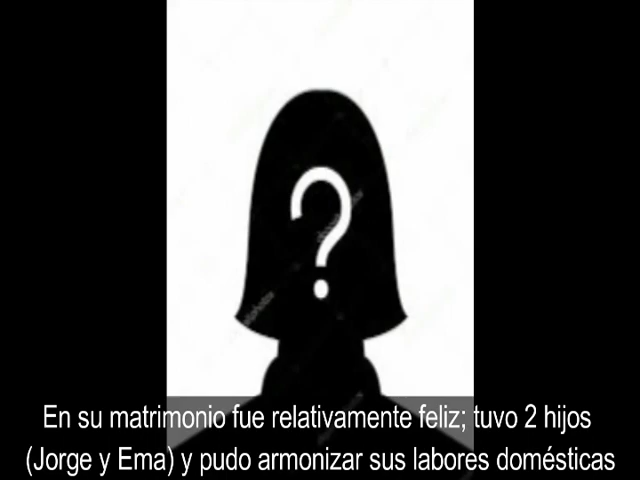 ?
En su matrimonio fue relativamente feliz; tuvo 2 hijos
(Jorge y Ema) y pudo armonizar sus labores domésticas